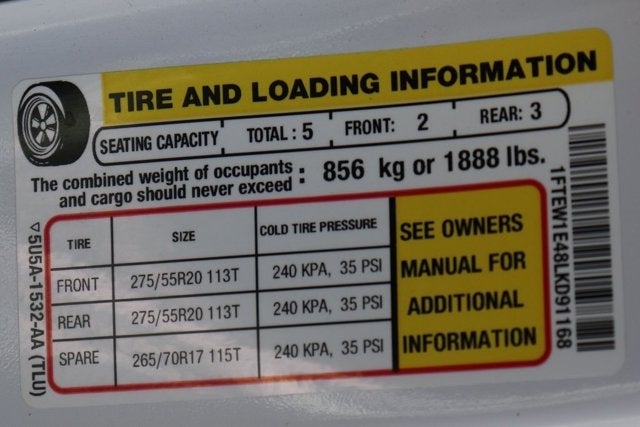 TIRE AND LOADING INFORMATION
SEATING CAPACITY TOTAL : 5 FRONT: 2 REAR: 3
The combined weight of occupants
and cargo should never exceed : 856 kg or 1888 lbs.
TIRE SIZE COLD TIRE PRESSURE
FRONT 275/55R20 113T 240 KPA, 35 PSI
REAR 275/55R20 113T 240 KPA, 35 PSI
SPARE 265/70R17 115T 240 KPA, 35 PSI
SEE OWNERS
MANUAL FOR
ADDITIONAL
INFORMATION
▽5U5A-1532-AA (TLU)
1FTEW1E48LKD91168